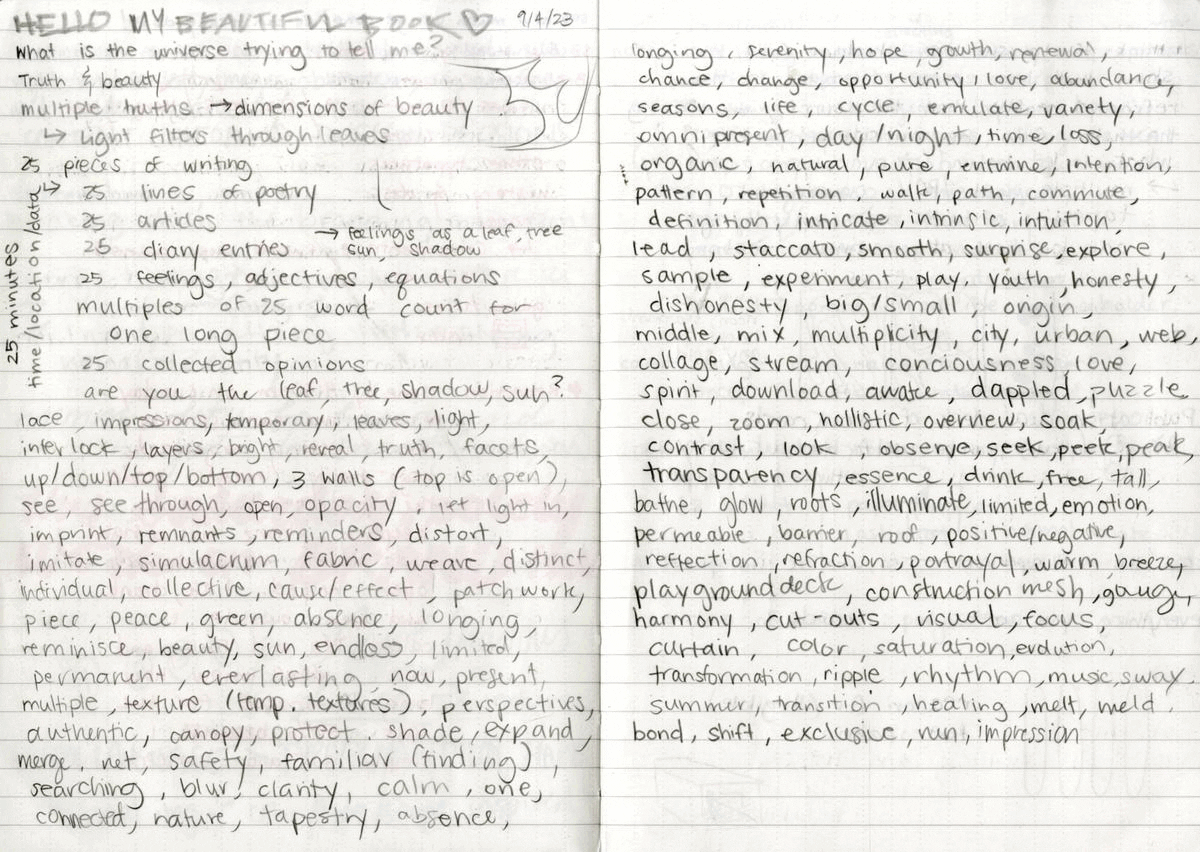 HELLO MY BEAUTIFUL BOOK ♡ 9/4/23
What is the universe trying to tell me?
Truth & beauty
multiple truths → dimensions of beauty
↳ light filters through leaves
25 pieces of writing
25 lines of poetry
25 articles
25 diary entries → feelings as a leaf, tree
sun, shadow
25 feelings, adjectives, equations
multiples of 25 word count for
one long piece
25 collected opinions
25 minutes
time/location/data
are you the leaf, tree, shadow, sun?
lace impressions, temporary, leaves, light,
interlock, layers, bright, reveal, truth, facets,
up/down/top/bottom, 3 walls (top is open),
see, see through, open, opacity, let light in,
imprint, remnants, reminders, distort,
imitate, simulacrum, fabric, weave, distinct,
individual, collective, cause/effect, patchwork,
piece, peace, green, absence, longing,
reminisce, beauty, sun, endless, limited,
permanent, everlasting, now, present,
multiple, texture (temp. textures), perspectives,
authentic, canopy, protect, shade, expand,
merge, net, safety, familiar (finding),
searching, blur, clarity, calm, one,
connected, nature, tapestry, absence,
longing, serenity, hope, growth, renewal,
chance, change, opportunity, love, abundance,
seasons, life, cycle, emulate, variety,
omnipresent, day/night, time, loss,
organic, natural, pure, entwine, intention,
pattern, repetition, walk, path, commute,
definition, intricate, intrinsic, intuition,
lead, staccato, smooth, surprise, explore,
sample, experiment, play, youth, honesty,
dishonesty, big/small, origin,
middle, mix, multiplicity, city, urban, web,
collage, stream, conciousness, love,
spirit, download, awake, dappled, puzzle
close, zoom, hollistic, overview, soak,
contrast, look, observe, seek, peek, peak,
transparency, essence, drink, free, tall,
bathe, glow, roots, illuminate, limited, emotion,
permeable, barrier, roof, positive/negative,
reflection, refraction, portrayal, warm, breeze,
playground deck, construction mesh, gauge,
harmony, cut-outs, visual, focus,
curtain, color, saturation, evolution,
transformation, ripple, rhythm, music, sway,
summer, transition, healing, melt, meld,
bond, shift, exclusive, run, impression